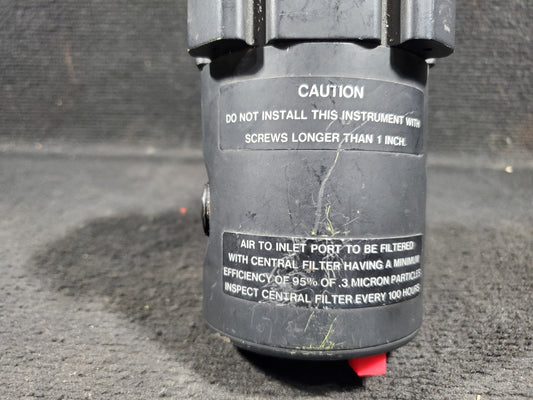 CAUTION
DO NOT INSTALL THIS INSTRUMENT WITH
SCREWS LONGER THAN 1 INCH.
AIR TO INLET PORT TO BE FILTERED
WITH CENTRAL FILTER HAVING A MINIMUM
EFFICIENCY OF 95% OF .3 MICRON PARTICLES
INSPECT CENTRAL FILTER EVERY 100 HOURS